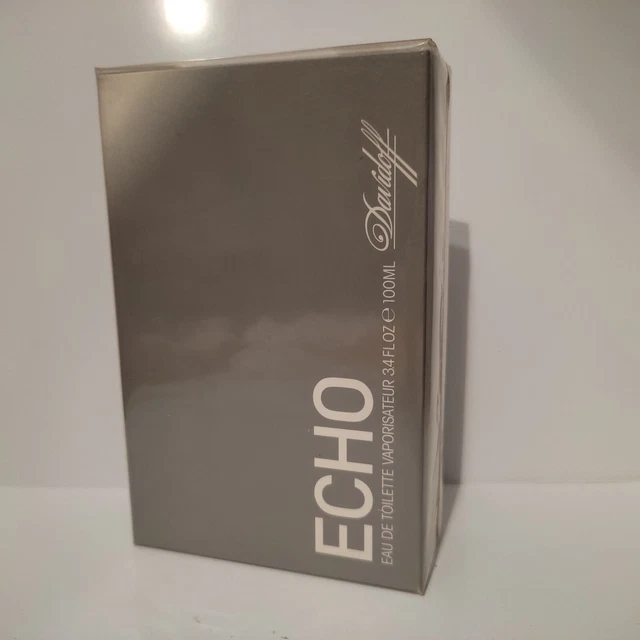 ECHO
EAU DE TOILETTE VAPORISATEUR 3.4 FL OZ ℮ 100ML
Davidoff